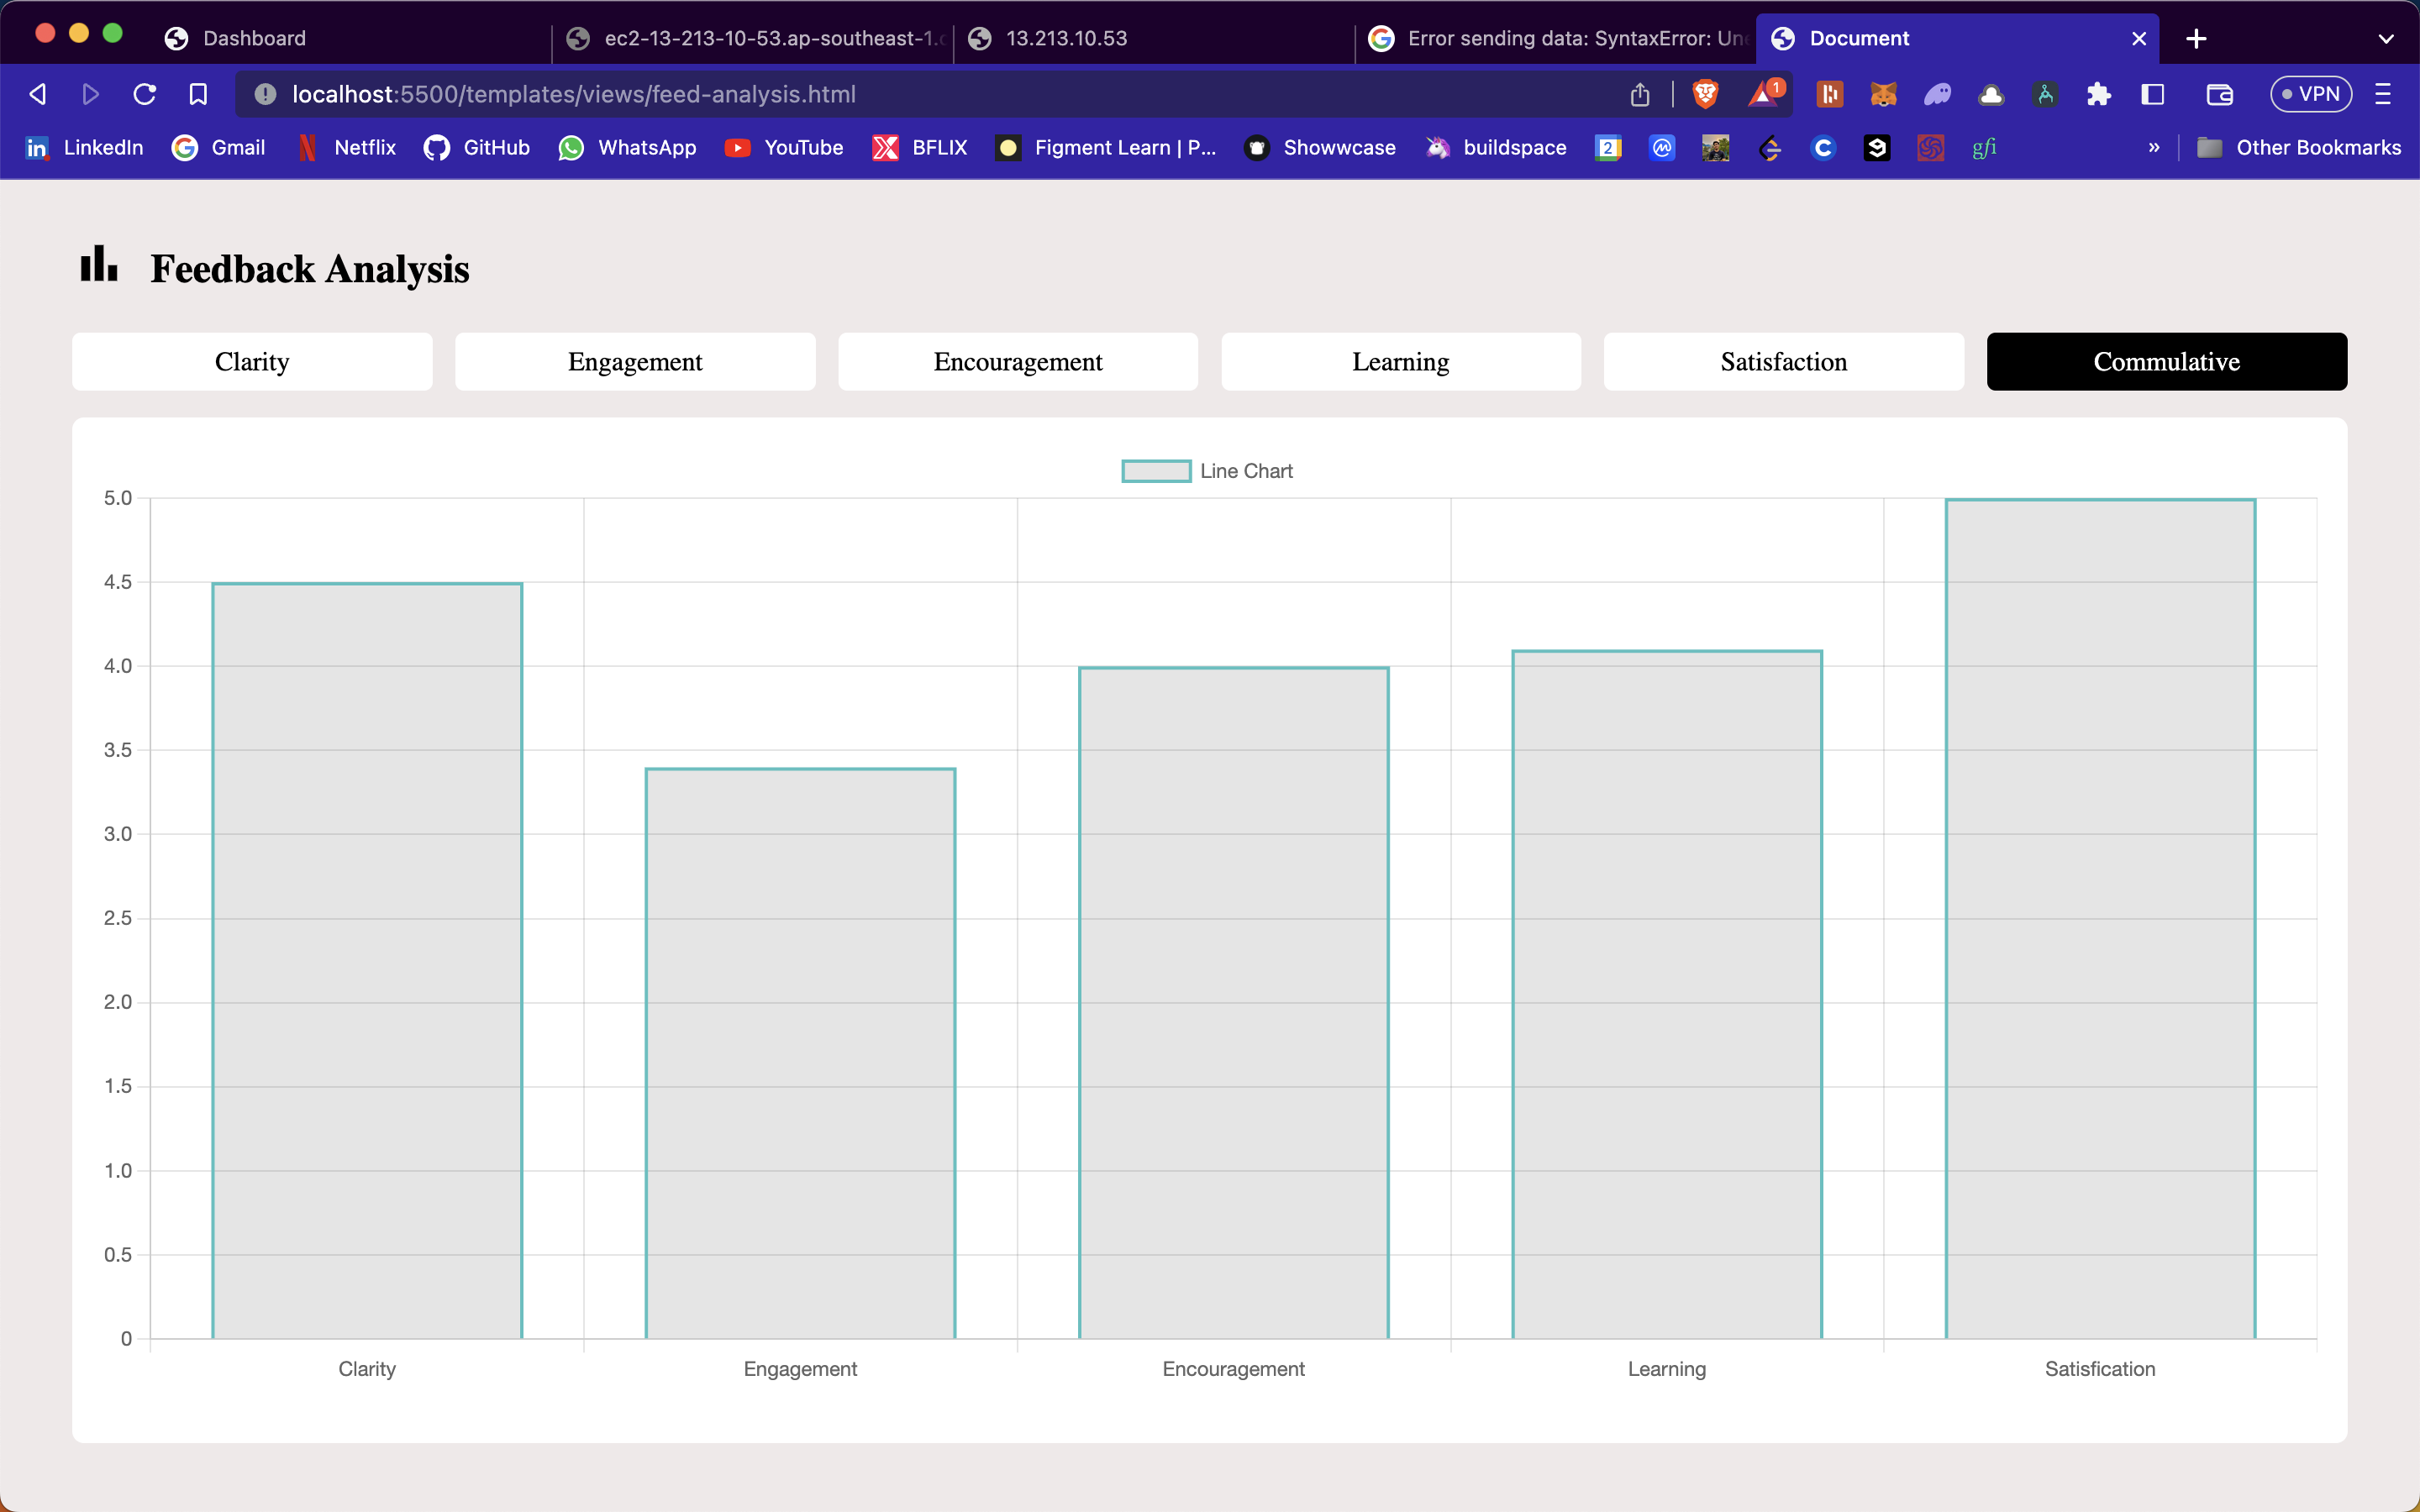 Dashboard
ec2-13-213-10-53.ap-southeast-1.
13.213.10.53
Error sending data: SyntaxError: Une
Document
localhost:5500/templates/views/feed-analysis.html
1
VPN
in LinkedIn
Gmail
Netflix
GitHub
WhatsApp
YouTube
BFLIX
Figment Learn | P...
Showwcase
buildspace
2
gfi
»
Other Bookmarks
Feedback Analysis
Clarity
Engagement
Encouragement
Learning
Satisfaction
Commulative
Line Chart
5.0
4.5
4.0
3.5
3.0
2.5
2.0
1.5
1.0
0.5
0
Clarity
Engagement
Encouragement
Learning
Satisfication